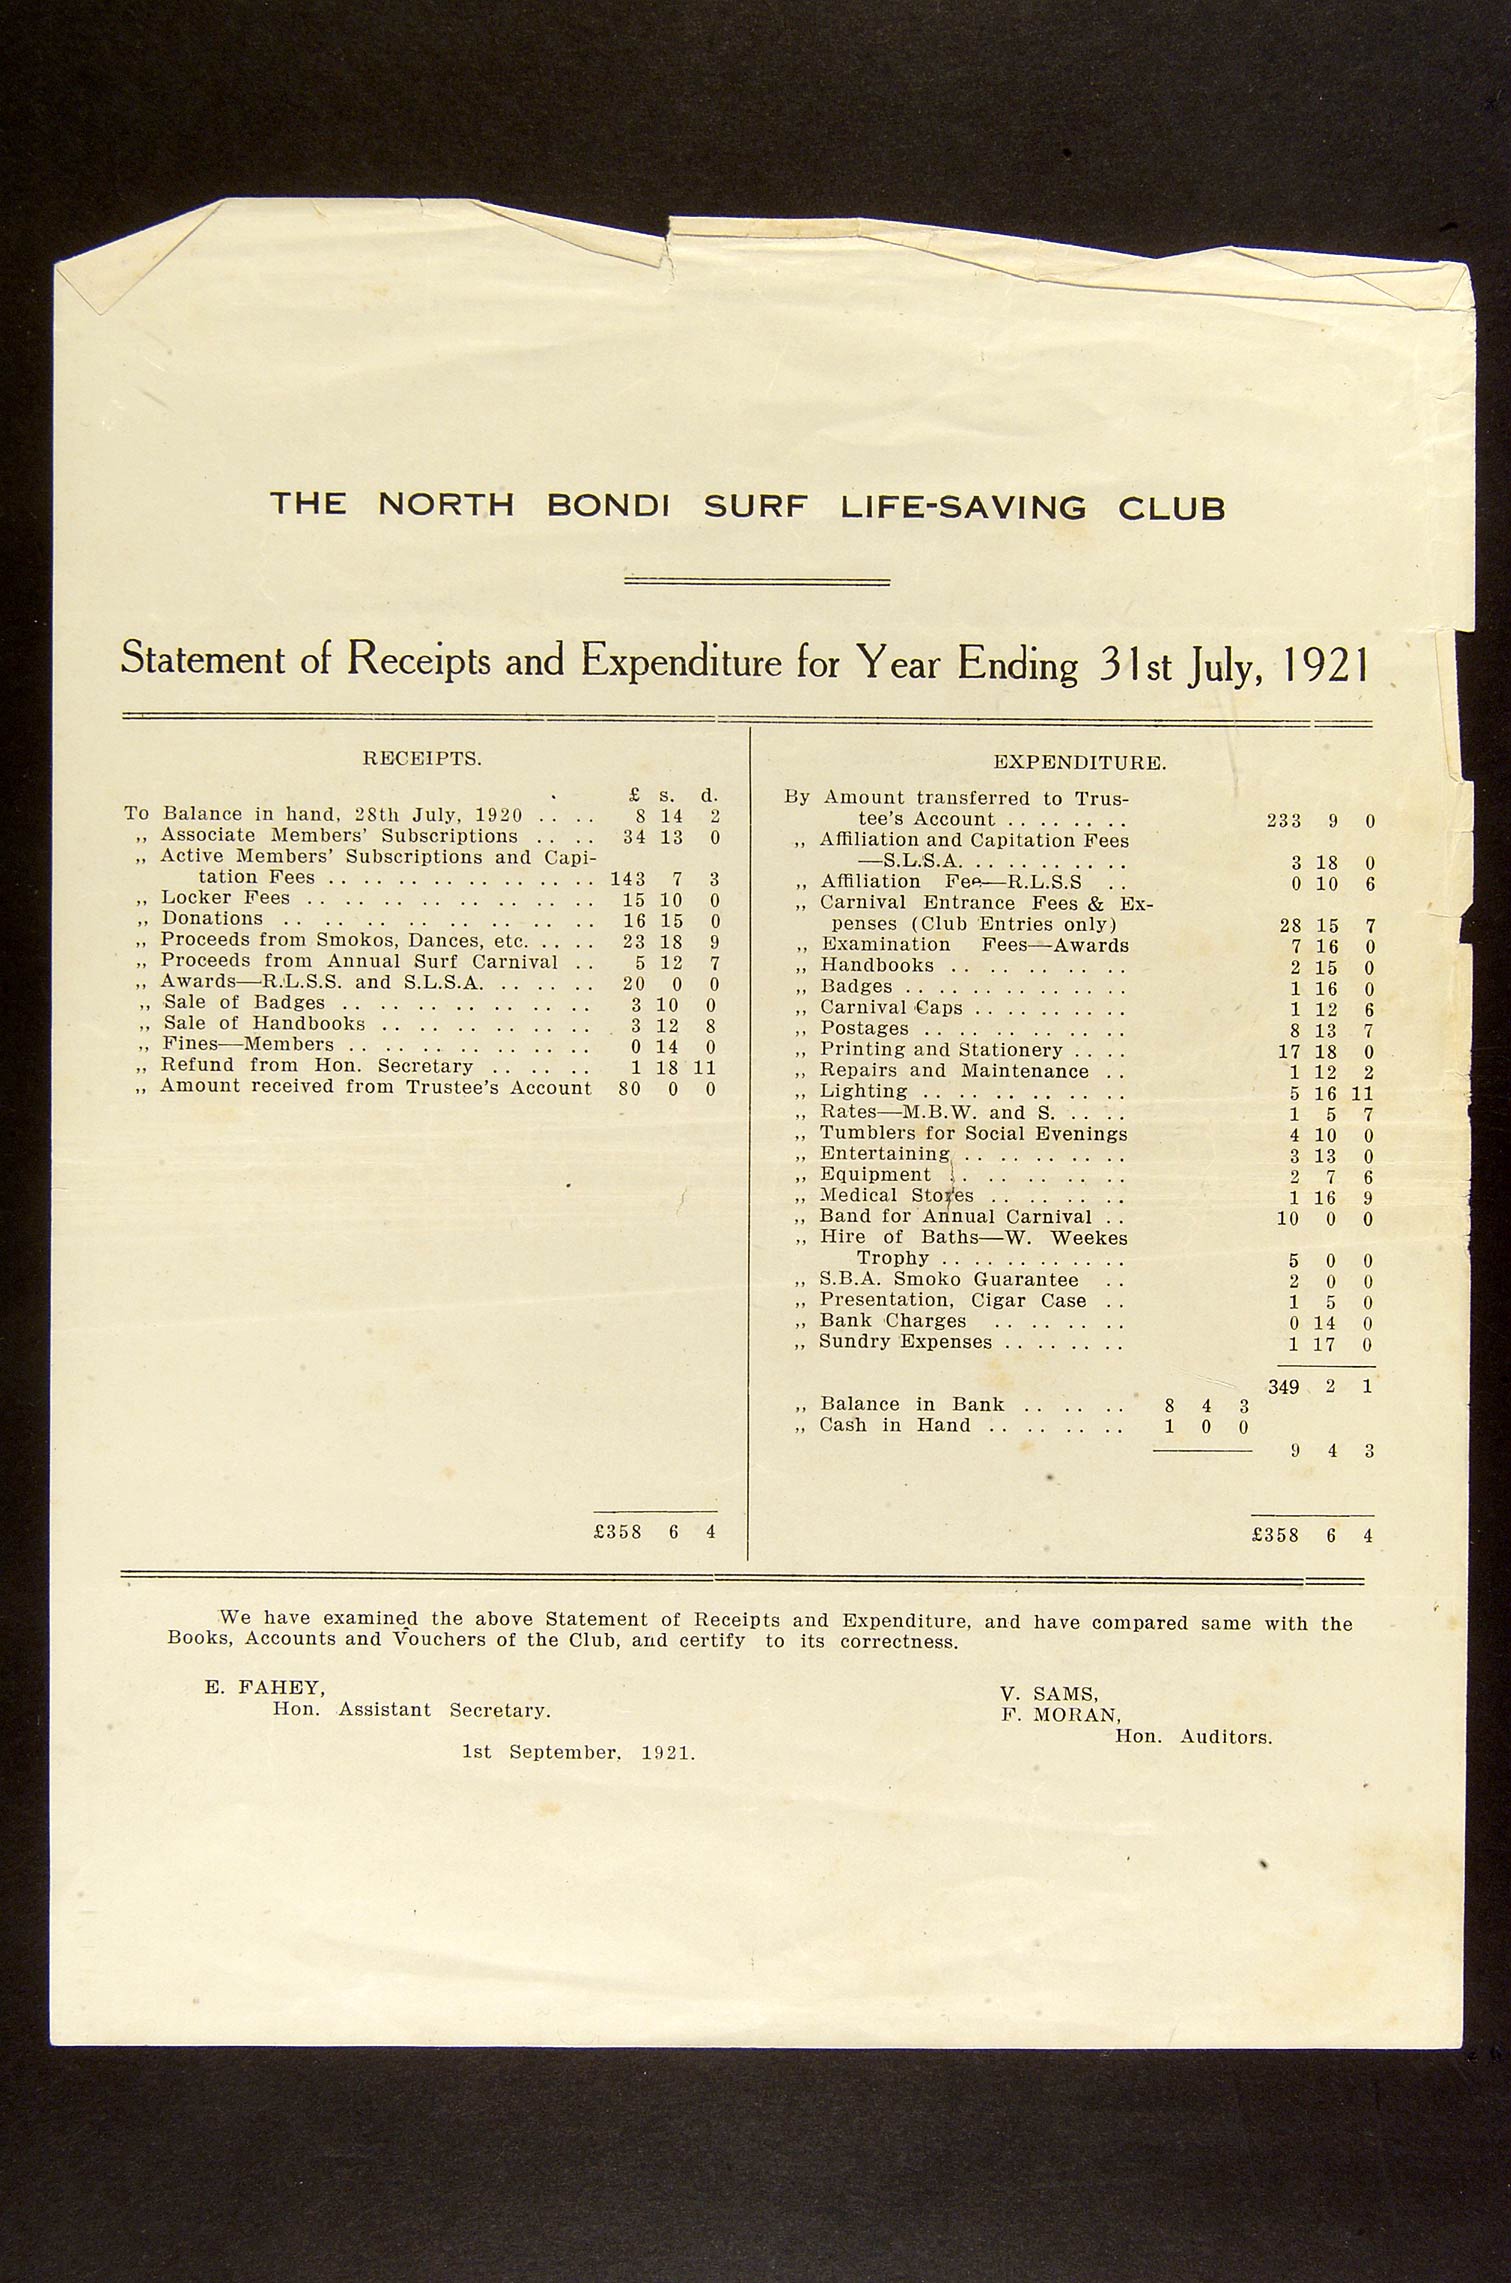 THE NORTH BONDI SURF LIFE-SAVING CLUB
Statement of Receipts and Expenditure for Year Ending 31st July, 1921
RECEIPTS.
£ s. d.
To Balance in hand, 28th July, 1920 . . . . 8 14 2
,, Associate Members' Subscriptions . . . . 34 13 0
,, Active Members' Subscriptions and Capi-
tation Fees . . . . . . . . . . . . . . . 143 7 3
,, Locker Fees . . . . . . . . . . . . . . . 15 10 0
,, Donations . . . . . . . . . . . . . . . 16 15 0
,, Proceeds from Smokos, Dances, etc. . . . . 23 18 9
,, Proceeds from Annual Surf Carnival . . 5 12 7
,, Awards—R.L.S.S. and S.L.S.A. . . . . . . 20 0 0
,, Sale of Badges . . . . . . . . . . . . 3 10 0
,, Sale of Handbooks . . . . . . . . . . 3 12 8
,, Fines—Members . . . . . . . . . . . . 0 14 0
,, Refund from Hon. Secretary . . . . . . 1 18 11
,, Amount received from Trustee's Account 80 0 0
£358 6 4
EXPENDITURE.
By Amount transferred to Trus-
tee's Account . . . . . . . . 233 9 0
,, Affiliation and Capitation Fees
—S.L.S.A. . . . . . . . . . . 3 18 0
,, Affiliation Fee—R.L.S.S . . 0 10 6
,, Carnival Entrance Fees & Ex-
penses (Club Entries only) 28 15 7
,, Examination Fees—Awards 7 16 0
,, Handbooks . . . . . . . . . . 2 15 0
,, Badges . . . . . . . . . . . . . 1 16 0
,, Carnival Caps . . . . . . . . . 1 12 6
,, Postages . . . . . . . . . . . . 8 13 7
,, Printing and Stationery . . . . 17 18 0
,, Repairs and Maintenance . . 1 12 2
,, Lighting . . . . . . . . . . . . 5 16 11
,, Rates—M.B.W. and S. . . . . 1 5 7
,, Tumblers for Social Evenings 4 10 0
,, Entertaining . . . . . . . . . . 3 13 0
,, Equipment . . . . . . . . . . 2 7 6
,, Medical Stores . . . . . . . . 1 16 9
,, Band for Annual Carnival . . 10 0 0
,, Hire of Baths—W. Weekes
Trophy . . . . . . . . . . . 5 0 0
,, S.B.A. Smoko Guarantee . . 2 0 0
,, Presentation, Cigar Case . . 1 5 0
,, Bank Charges . . . . . . . . 0 14 0
,, Sundry Expenses . . . . . . . . 1 17 0
349 2 1
,, Balance in Bank . . . . . . 8 4 3
,, Cash in Hand . . . . . . . . 1 0 0
9 4 3
£358 6 4
We have examined the above Statement of Receipts and Expenditure, and have compared same with the
Books, Accounts and Vouchers of the Club, and certify to its correctness.
E. FAHEY,
Hon. Assistant Secretary.
1st September, 1921.
V. SAMS,
F. MORAN,
Hon. Auditors.